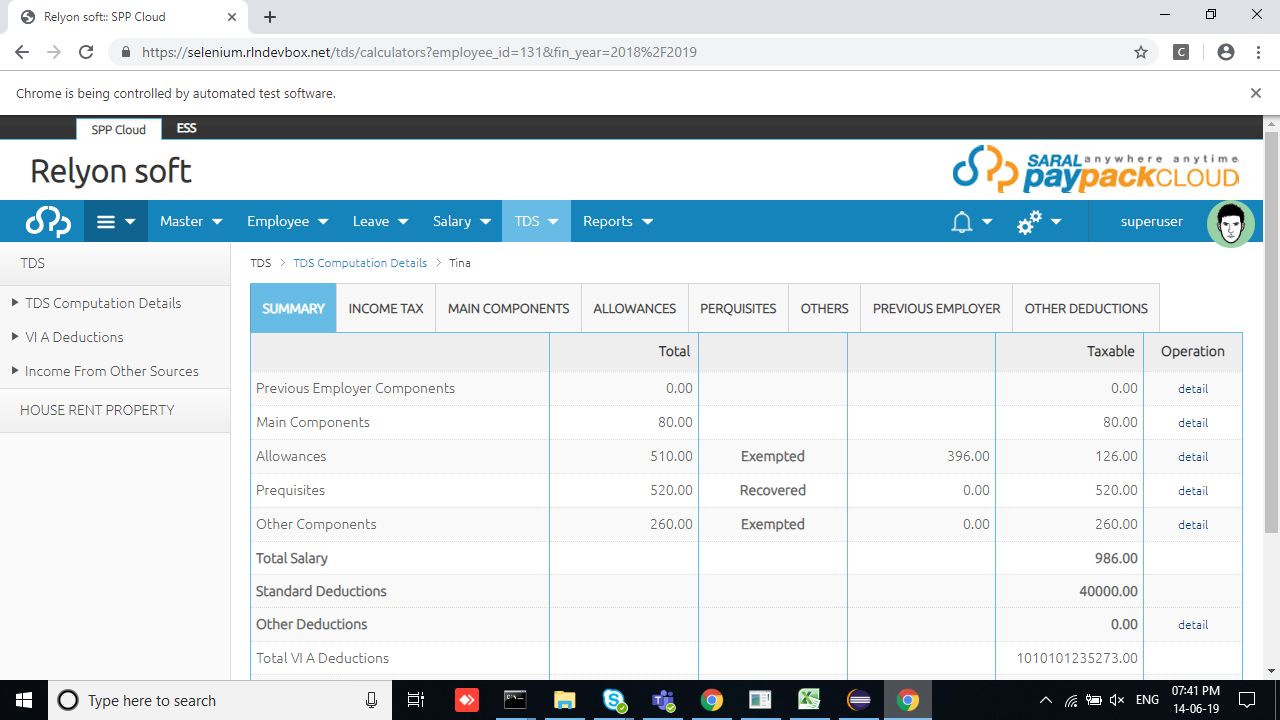 Relyon soft:: SPP Cloud
https://selenium.rlndevbox.net/tds/calculators?employee_id=131&fin_year=2018%2F2019
C
Chrome is being controlled by automated test software.
SPP Cloud ESS
Relyon soft
SARAL anywhere anytime
paypackCLOUD
Master Employee Leave Salary TDS Reports superuser
TDS
TDS > TDS Computation Details > Tina
TDS Computation Details
VI A Deductions
Income From Other Sources
HOUSE RENT PROPERTY
SUMMARY INCOME TAX MAIN COMPONENTS ALLOWANCES PERQUISITES OTHERS PREVIOUS EMPLOYER OTHER DEDUCTIONS
Total Taxable Operation
Previous Employer Components 0.00 0.00 detail
Main Components 80.00 80.00 detail
Allowances 510.00 Exempted 396.00 126.00 detail
Prequisites 520.00 Recovered 0.00 520.00 detail
Other Components 260.00 Exempted 0.00 260.00 detail
Total Salary 986.00
Standard Deductions 40000.00
Other Deductions 0.00 detail
Total VI A Deductions 1010101235273.00
Type here to search
ENG
07:41 PM
14-06-19